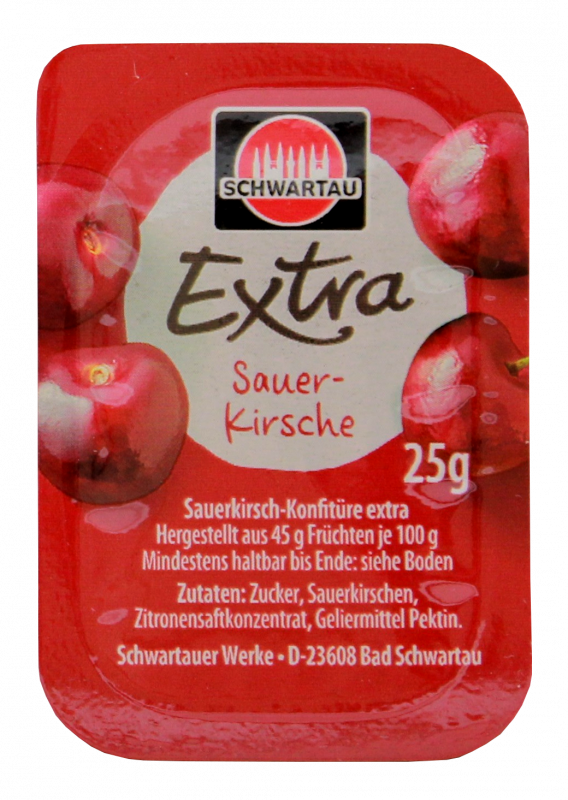 SCHWARTAU
Extra
Sauer-
Kirsche
25g
Sauerkirsch-Konfitüre extra
Hergestellt aus 45 g Früchten je 100 g
Mindestens haltbar bis Ende: siehe Boden
Zutaten: Zucker, Sauerkirschen,
Zitronensaftkonzentrat, Geliermittel Pektin.
Schwartauer Werke • D-23608 Bad Schwartau